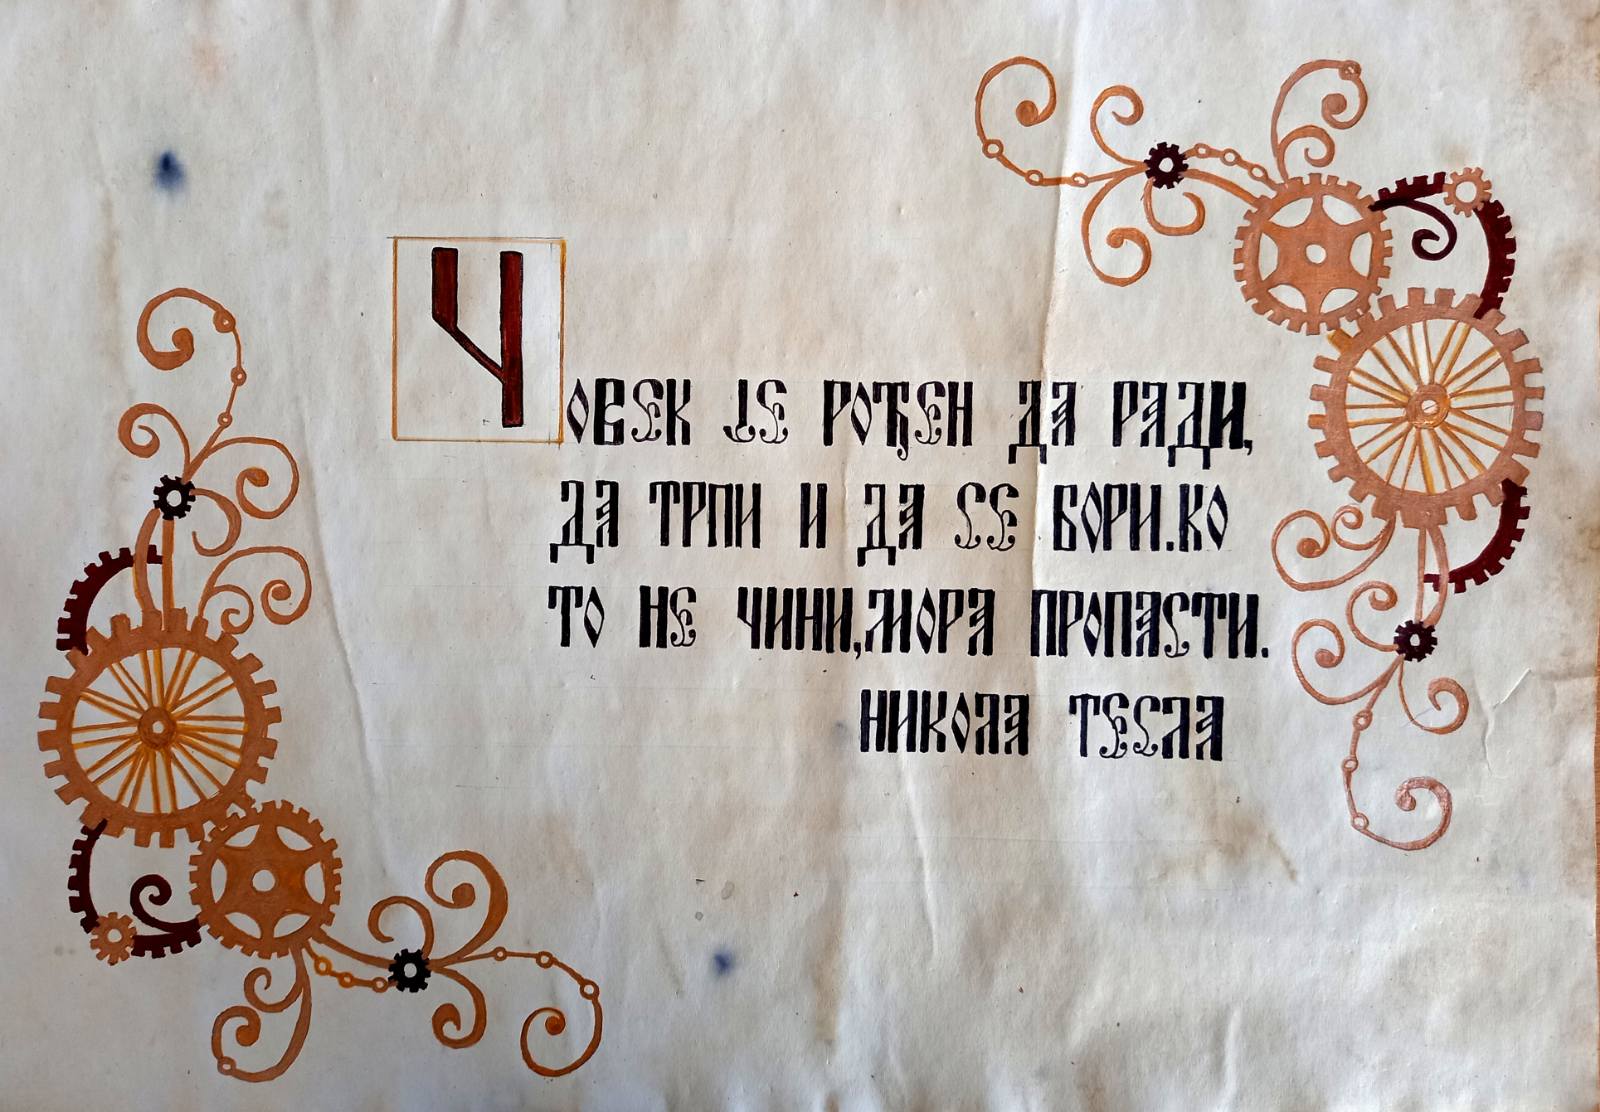 Човек је рођен да ради,
да трпи и да се бори.Ко
то не чини,мора пропасти.
Никола Тесла